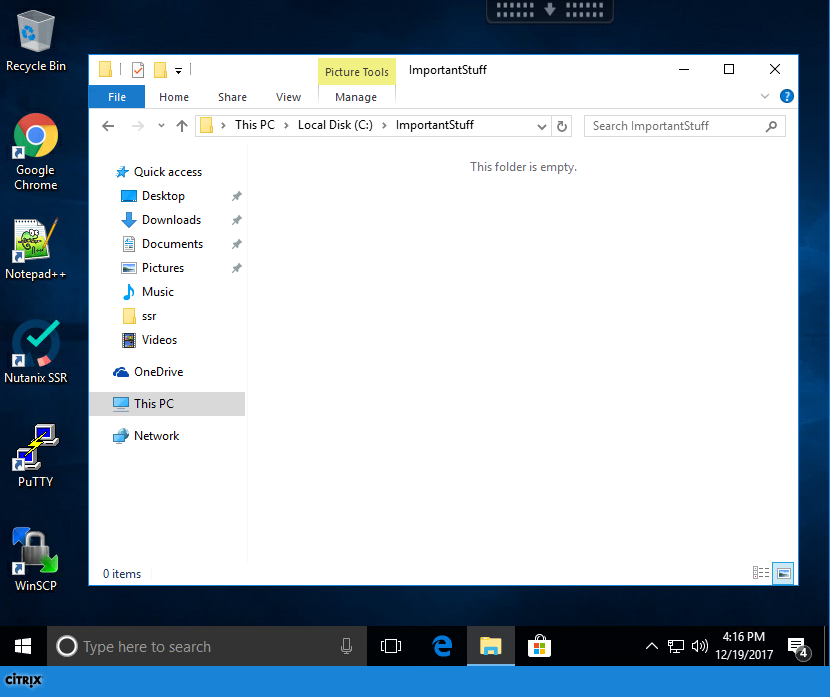 Recycle Bin
Google
Chrome
Notepad++
Nutanix SSR
PuTTY
WinSCP
Picture Tools
ImportantStuff
File
Home
Share
View
Manage
?
This PC
Local Disk (C:)
ImportantStuff
Search ImportantStuff
Quick access
Desktop
Downloads
Documents
Pictures
Music
ssr
Videos
OneDrive
This PC
Network
This folder is empty.
0 items
Type here to search
4:16 PM
12/19/2017
4
CİTRIX